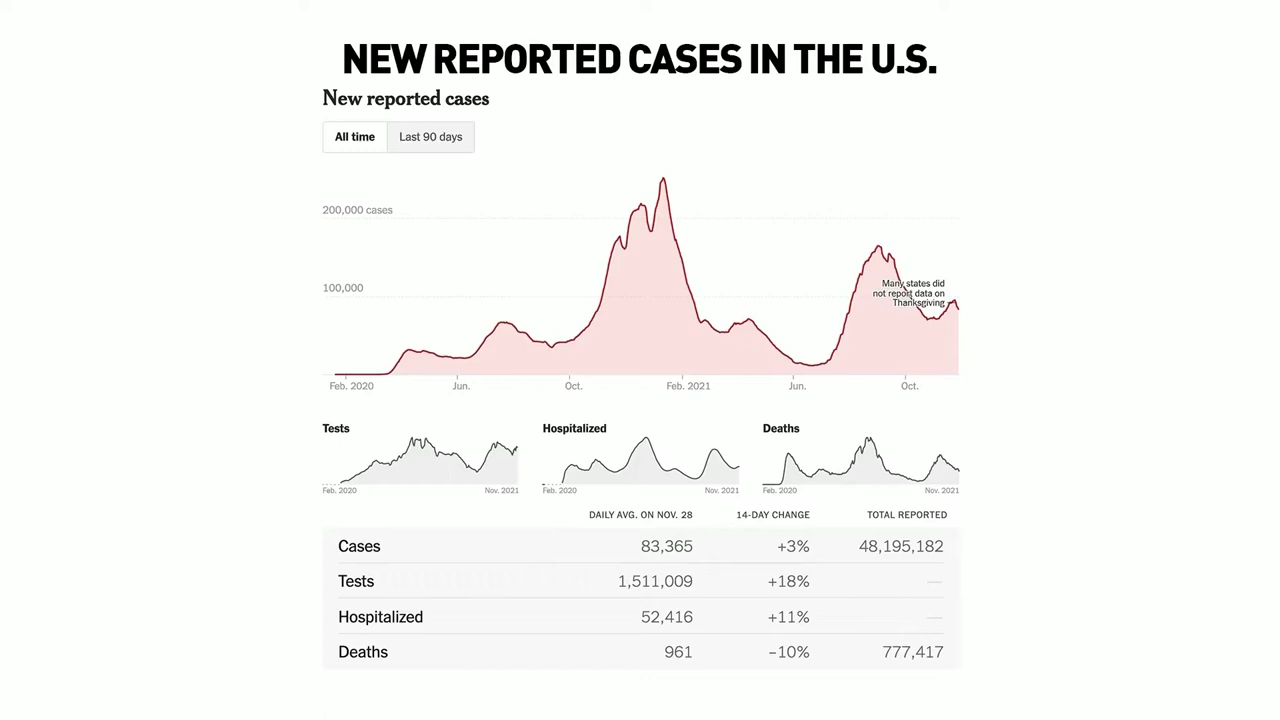 NEW REPORTED CASES IN THE U.S.
New reported cases
All time Last 90 days
200,000 cases
100,000
Many states did
not report data on
Thanksgiving
Feb. 2020 Jun. Oct. Feb. 2021 Jun. Oct.
Tests Hospitalized Deaths
Feb. 2020 Nov. 2021 Feb. 2020 Nov. 2021 Feb. 2020 Nov. 2021
DAILY AVG. ON NOV. 28 14-DAY CHANGE TOTAL REPORTED
Cases 83,365 +3% 48,195,182
Tests 1,511,009 +18% —
Hospitalized 52,416 +11% —
Deaths 961 –10% 777,417